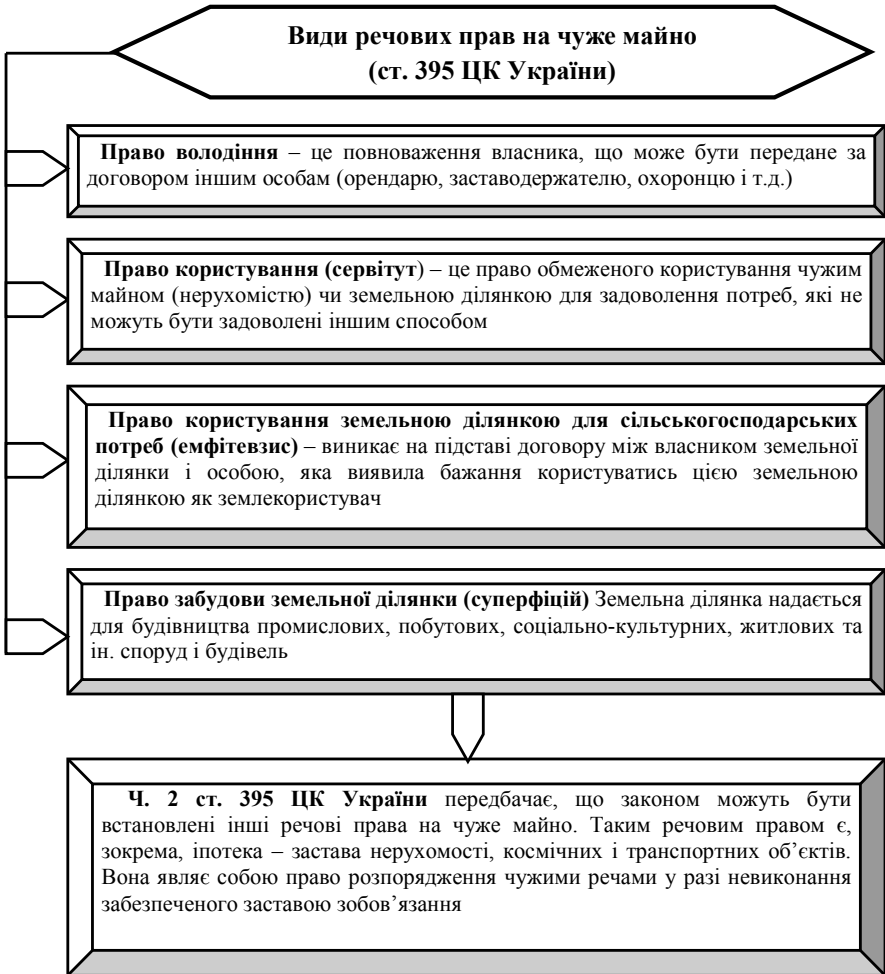 Види речових прав на чуже майно
(ст. 395 ЦК України)
Право володіння – це повноваження власника, що може бути передане за
договором іншим особам (орендарю, заставодержателю, охоронцю і т.д.)
Право користування (сервітут) – це право обмеженого користування чужим
майном (нерухомістю) чи земельною ділянкою для задоволення потреб, які не
можуть бути задоволені іншим способом
Право користування земельною ділянкою для сільськогосподарських
потреб (емфітевзис) – виникає на підставі договору між власником земельної
ділянки і особою, яка виявила бажання користуватись цією земельною
ділянкою як землекористувач
Право забудови земельної ділянки (суперфіцій) Земельна ділянка надається
для будівництва промислових, побутових, соціально-культурних, житлових та
ін. споруд і будівель
Ч. 2 ст. 395 ЦК України передбачає, що законом можуть бути
встановлені інші речові права на чуже майно. Таким речовим правом є,
зокрема, іпотека – застава нерухомості, космічних і транспортних об’єктів.
Вона являє собою право розпорядження чужими речами у разі невиконання
забезпеченого заставою зобов’язання